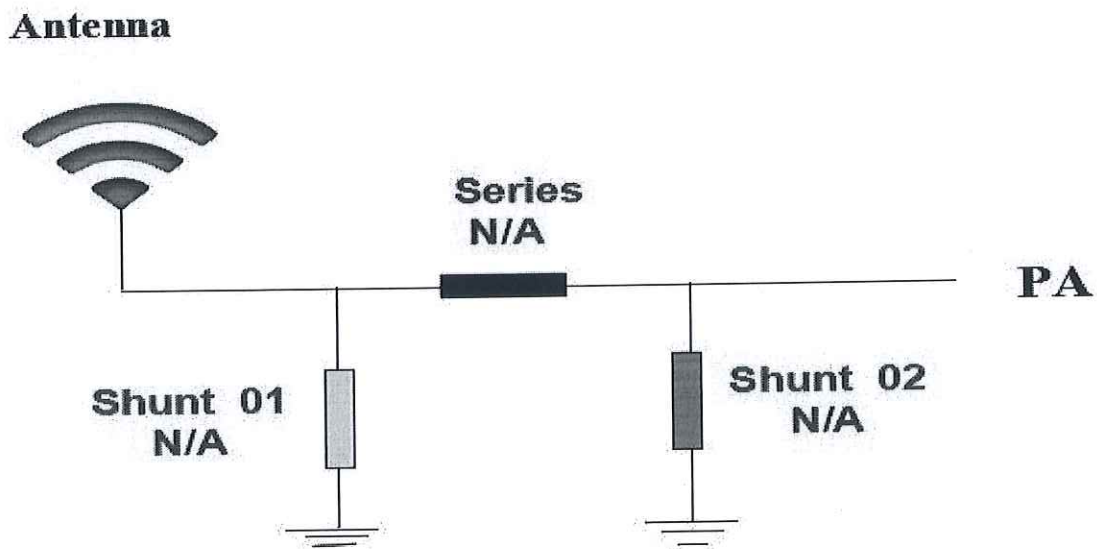 Antenna
Series
N/A
PA
Shunt 01
N/A
Shunt 02
N/A